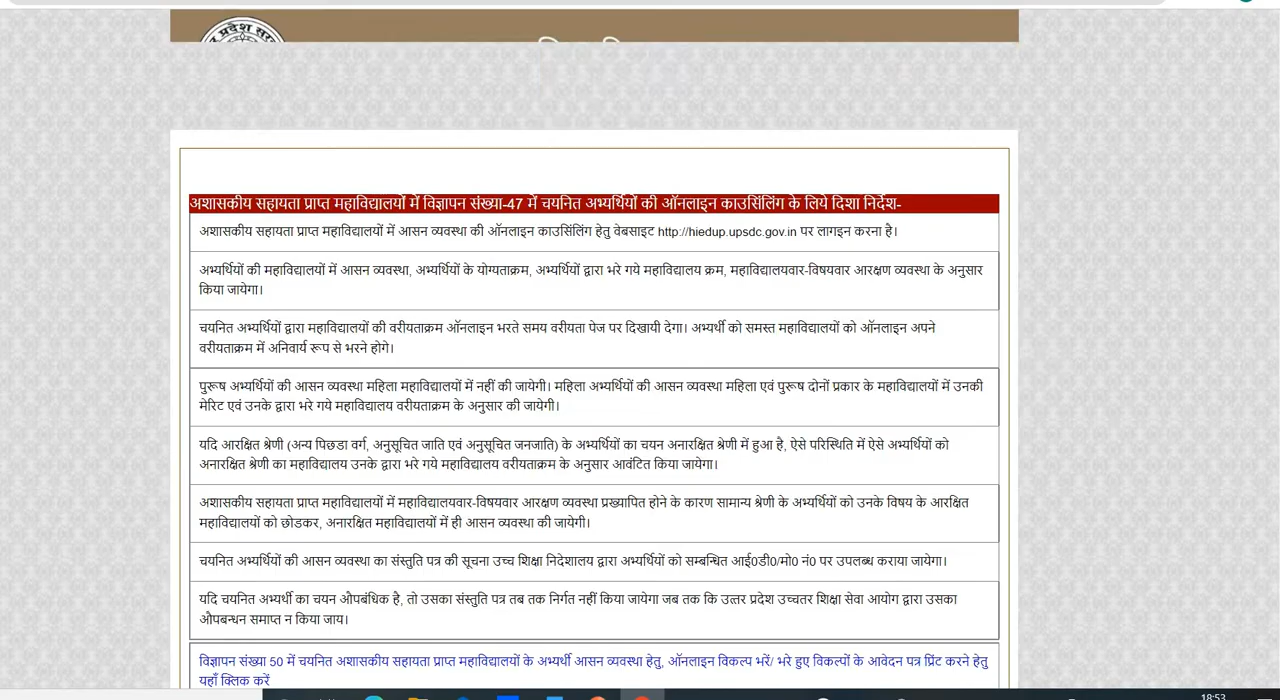 अशासकीय सहायता प्राप्त महाविद्यालयों में विज्ञापन संख्या-47 में चयनित अभ्यर्थियों की ऑनलाइन काउसिंलिंग के लिये दिशा निर्देश-
अशासकीय सहायता प्राप्त महाविद्यालयों में आसन व्यवस्था की ऑनलाइन काउसिंलिंग हेतु वेबसाइट http://hiedup.upsdc.gov.in पर लागइन करना है।
अभ्यर्थियों की महाविद्यालयों में आसन व्यवस्था, अभ्यर्थियों के योग्यताक्रम, अभ्यर्थियों द्वारा भरे गये महाविद्यालय क्रम, महाविद्यालयवार-विषयवार आरक्षण व्यवस्था के अनुसार
किया जायेगा।
चयनित अभ्यर्थियों द्वारा महाविद्यालयों की वरीयताक्रम ऑनलाइन भरते समय वरीयता पेज पर दिखायी देगा। अभ्यर्थी को समस्त महाविद्यालयों को ऑनलाइन अपने
वरीयताक्रम में अनिवार्य रूप से भरने होगे।
पुरूष अभ्यर्थियों की आसन व्यवस्था महिला महाविद्यालयों में नहीं की जायेगी। महिला अभ्यर्थियों की आसन व्यवस्था महिला एवं पुरूष दोनों प्रकार के महाविद्यालयों में उनकी
मेरिट एवं उनके द्वारा भरे गये महाविद्यालय वरीयताक्रम के अनुसार की जायेगी।
यदि आरक्षित श्रेणी (अन्य पिछडा वर्ग, अनुसूचित जाति एवं अनुसूचित जनजाति) के अभ्यर्थियों का चयन अनारक्षित श्रेणी में हुआ है, ऐसे परिस्थिति में ऐसे अभ्यर्थियों को
अनारक्षित श्रेणी का महाविद्यालय उनके द्वारा भरे गये महाविद्यालय वरीयताक्रम के अनुसार आवंटित किया जाएगा।
अशासकीय सहायता प्राप्त महाविद्यालयों में महाविद्यालयवार-विषयवार आरक्षण व्यवस्था प्रख्यापित होने के कारण सामान्य श्रेणी के अभ्यर्थियों को उनके विषय के आरक्षित
महाविद्यालयों को छोडकर, अनारक्षित महाविद्यालयों में ही आसन व्यवस्था की जायेगी।
चयनित अभ्यर्थियों की आसन व्यवस्था का संस्तुति पत्र की सूचना उच्च शिक्षा निदेशालय द्वारा अभ्यर्थियों को सम्बन्धित आई0डी0/मो0 नं0 पर उपलब्ध कराया जायेगा।
यदि चयनित अभ्यर्थी का चयन औपबंधिक है, तो उसका संस्तुति पत्र तब तक निर्गत नहीं किया जायेगा जब तक कि उत्तर प्रदेश उच्चतर शिक्षा सेवा आयोग द्वारा उसका
औपबन्धन समाप्त न किया जाय।
विज्ञापन संख्या 50 में चयनित अशासकीय सहायता प्राप्त महाविद्यालयों के अभ्यर्थी आसन व्यवस्था हेतु, ऑनलाइन विकल्प भरें/ भरे हुए विकल्पों के आवेदन पत्र प्रिंट करने हेतु
यहाँ क्लिक करें
18:53